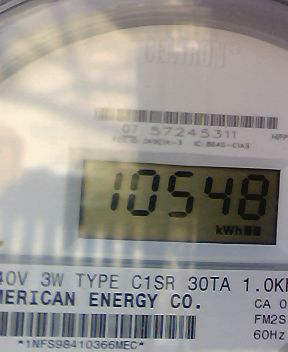 CENTRON
07 57245311
10548
kWh
40V 3W TYPE C1SR 30TA 1.0K
MERICAN ENERGY CO.
CA 0
FM2S
60Hz
*1NFS98410366MEC*